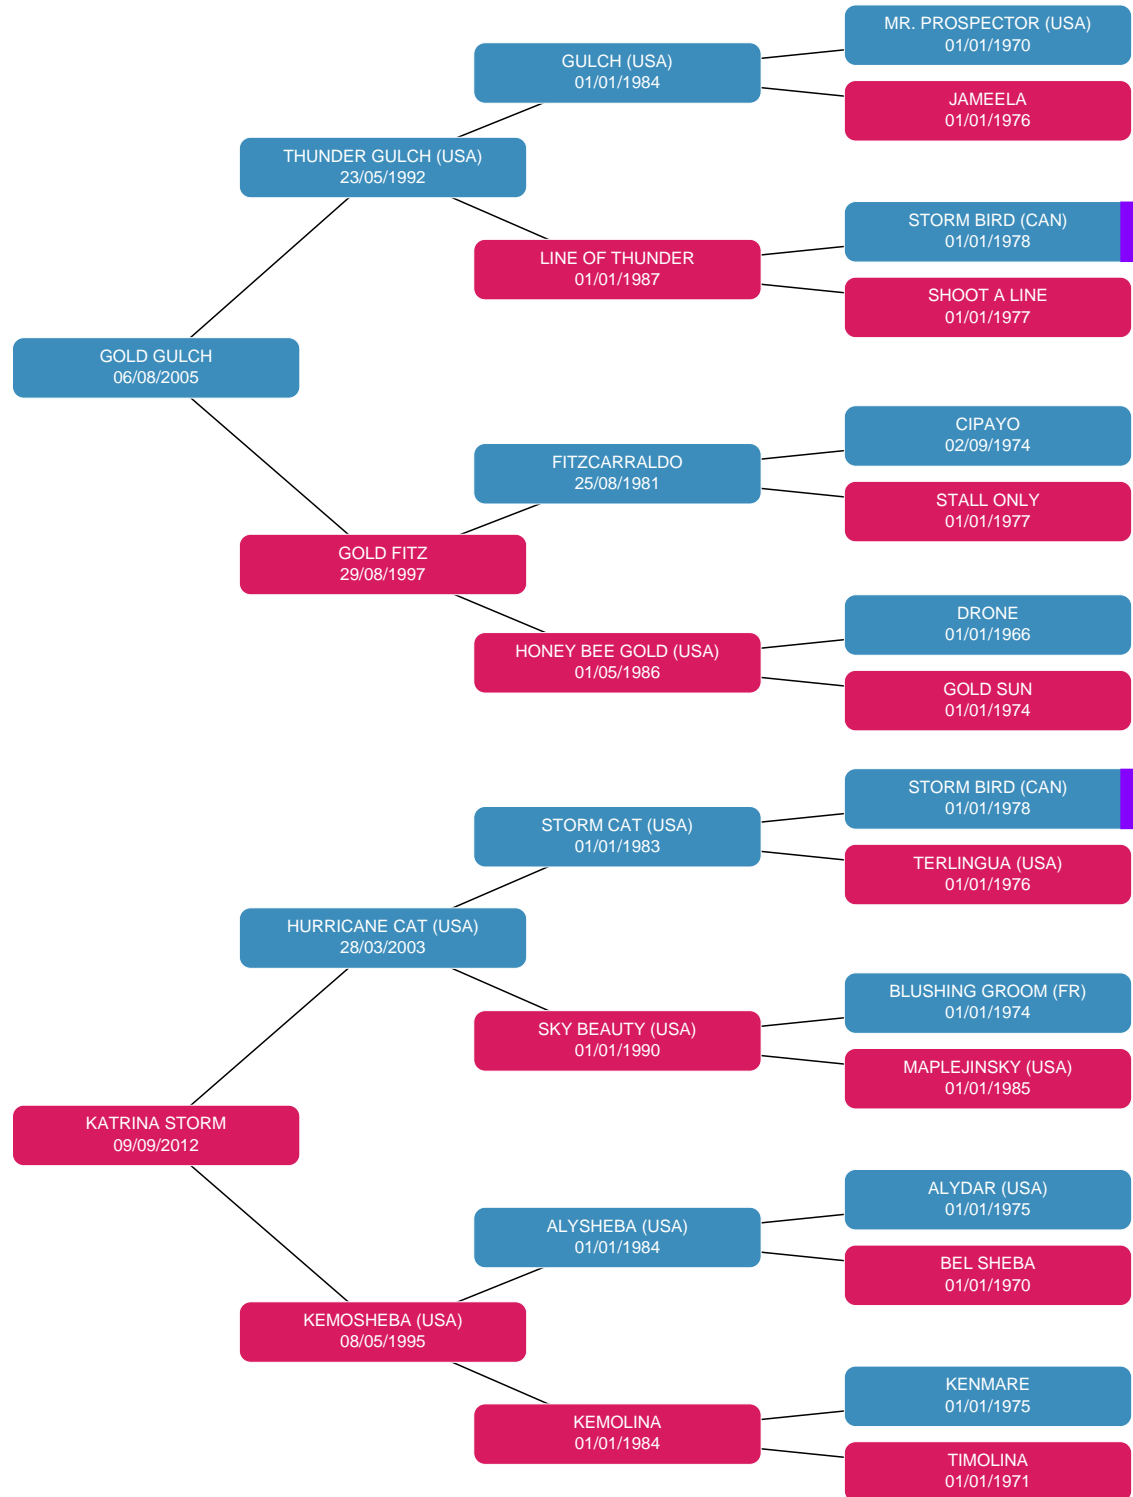 MR. PROSPECTOR (USA)
01/01/1970
GULCH (USA)
01/01/1984
JAMEELA
01/01/1976
THUNDER GULCH (USA)
23/05/1992
STORM BIRD (CAN)
01/01/1978
LINE OF THUNDER
01/01/1987
SHOOT A LINE
01/01/1977
GOLD GULCH
06/08/2005
CIPAYO
02/09/1974
FITZCARRALDO
25/08/1981
STALL ONLY
01/01/1977
GOLD FITZ
29/08/1997
DRONE
01/01/1966
HONEY BEE GOLD (USA)
01/05/1986
GOLD SUN
01/01/1974
STORM BIRD (CAN)
01/01/1978
STORM CAT (USA)
01/01/1983
TERLINGUA (USA)
01/01/1976
HURRICANE CAT (USA)
28/03/2003
BLUSHING GROOM (FR)
01/01/1974
SKY BEAUTY (USA)
01/01/1990
MAPLEJINSKY (USA)
01/01/1985
KATRINA STORM
09/09/2012
ALYDAR (USA)
01/01/1975
ALYSHEBA (USA)
01/01/1984
BEL SHEBA
01/01/1970
KEMOSHEBA (USA)
08/05/1995
KENMARE
01/01/1975
KEMOLINA
01/01/1984
TIMOLINA
01/01/1971